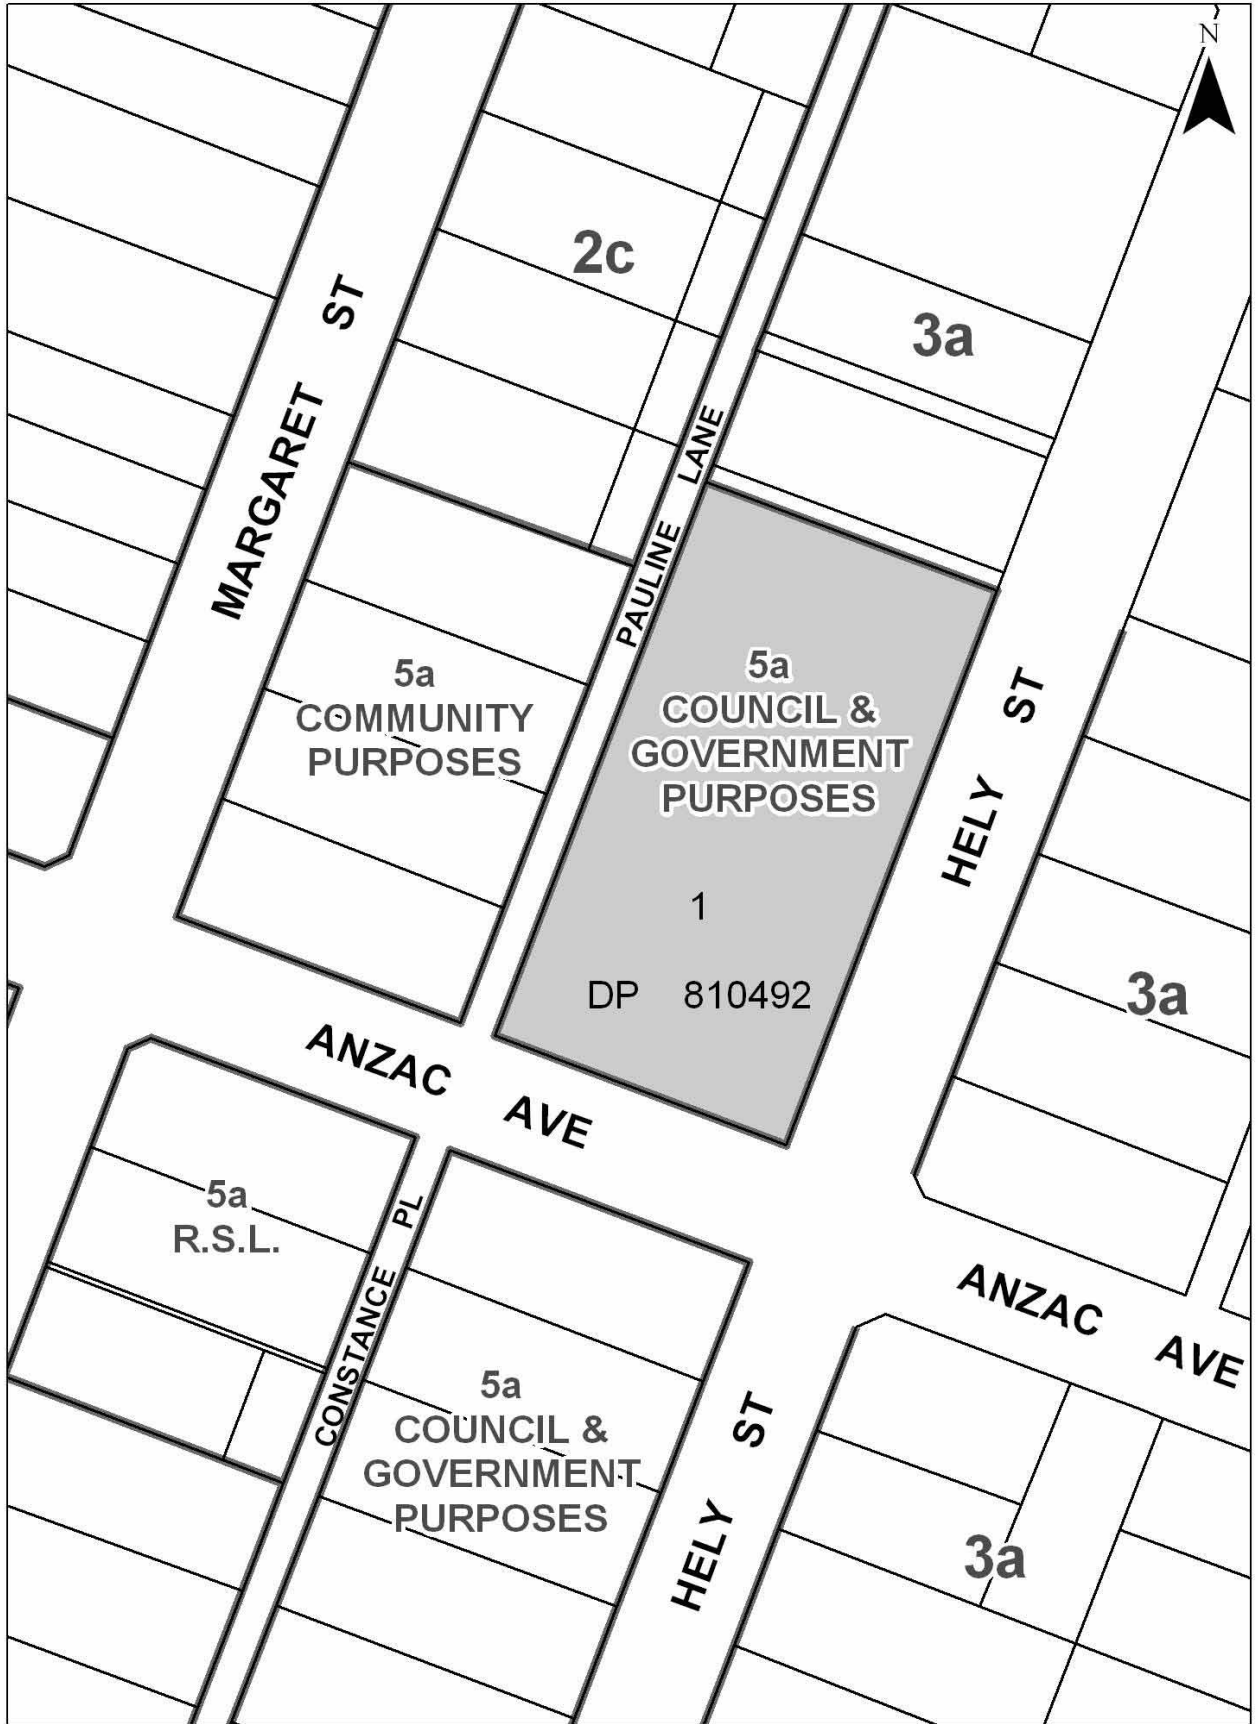 N
2c
3a
MARGARET ST
PAULINE LANE
5a
COMMUNITY
PURPOSES
5a
COUNCIL &
GOVERNMENT
PURPOSES
1
DP 810492
HELY ST
3a
ANZAC AVE
5a
R.S.L.
CONSTANCE PL
5a
COUNCIL &
GOVERNMENT
PURPOSES
HELY ST
ANZAC AVE
3a